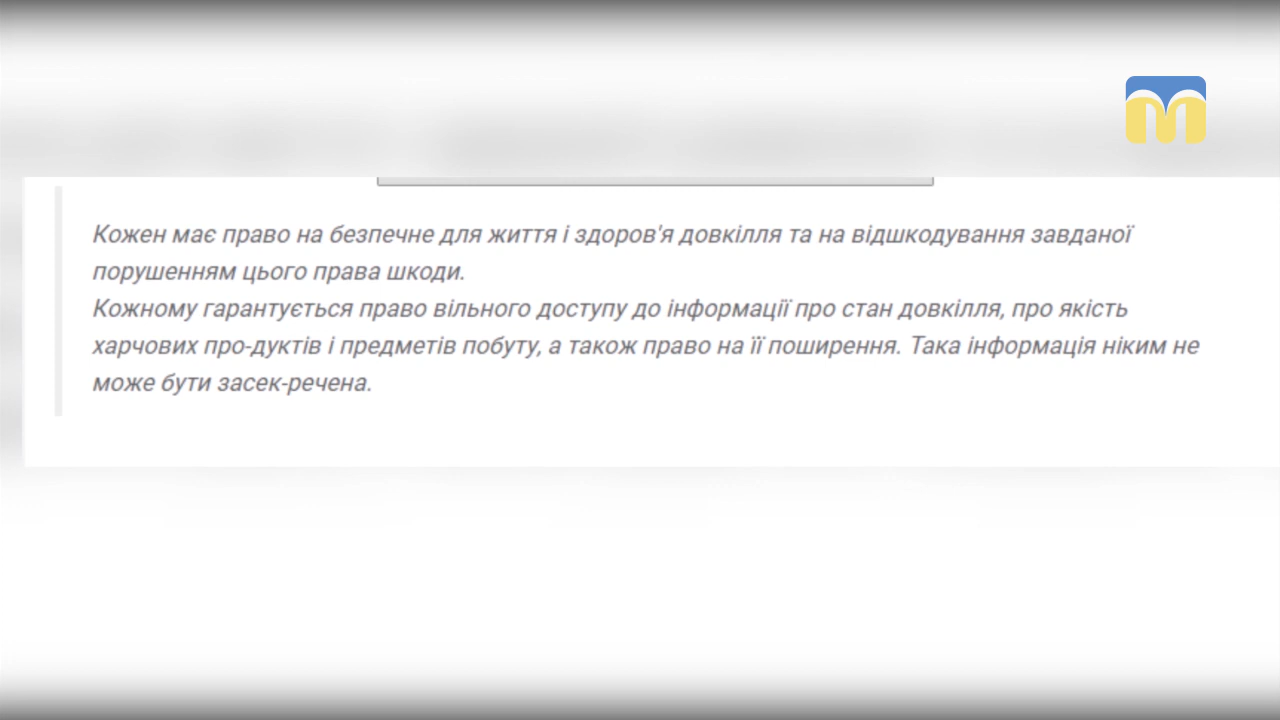 Кожен має право на безпечне для життя і здоров'я довкілля та на відшкодування завданої
порушенням цього права шкоди.
Кожному гарантується право вільного доступу до інформації про стан довкілля, про якість
харчових про-дуктів і предметів побуту, а також право на її поширення. Така інформація ніким не
може бути засек-речена.